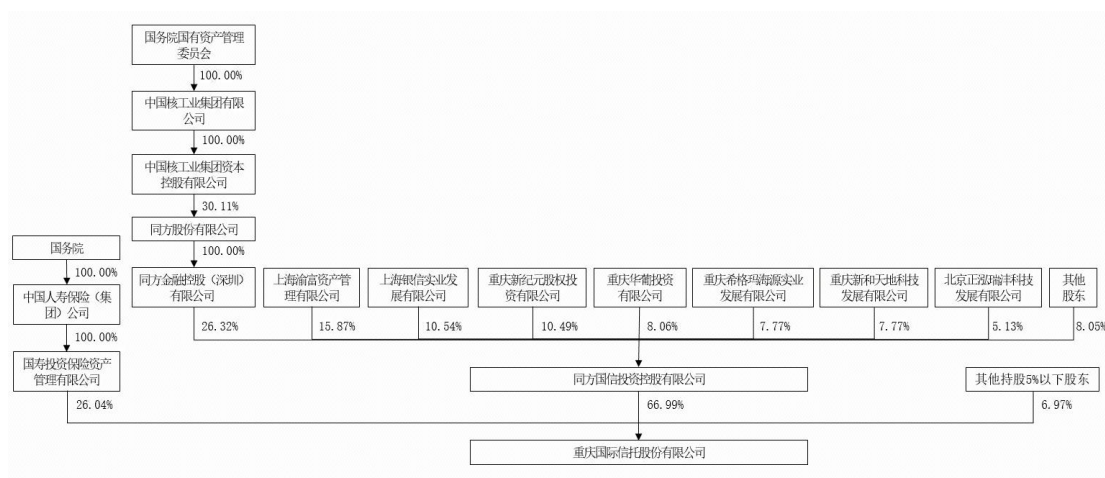 国务院国有资产管理
委员会
100.00%
中国核工业集团有限
公司
100.00%
中国核工业集团资本
控股有限公司
30.11%
同方股份有限公司
100.00%
国务院
100.00%
中国人寿保险（集
团）公司
100.00%
国寿投资保险资产
管理有限公司
26.04%
同方金融控股（深圳）
有限公司
26.32%
上海渝富资产管
理有限公司
15.87%
上海银信实业发
展有限公司
10.54%
重庆新纪元股权投
资有限公司
10.49%
重庆华葡投资
有限公司
8.06%
重庆希格玛海源实业
发展有限公司
7.77%
重庆新和天地科技
发展有限公司
7.77%
北京正泓瑞沣科技
发展有限公司
5.13%
其他
股东
8.05%
同方国信投资控股有限公司
66.99%
其他持股5%以下股东
6.97%
重庆国际信托股份有限公司